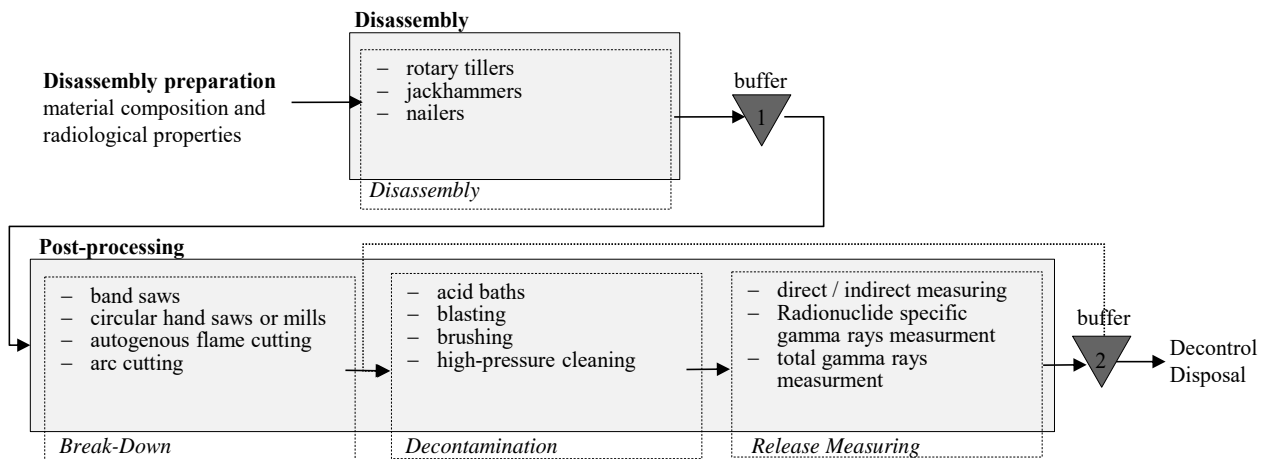 Disassembly
Disassembly preparation
material composition and
radiological properties
– rotary tillers
– jackhammers
– nailers
Disassembly
buffer
1
Post-processing
– band saws
– circular hand saws or mills
– autogenous flame cutting
– arc cutting
Break-Down
– acid baths
– blasting
– brushing
– high-pressure cleaning
Decontamination
– direct / indirect measuring
– Radionuclide specific
gamma rays measurment
– total gamma rays
measurment
Release Measuring
buffer
2
Decontrol
Disposal